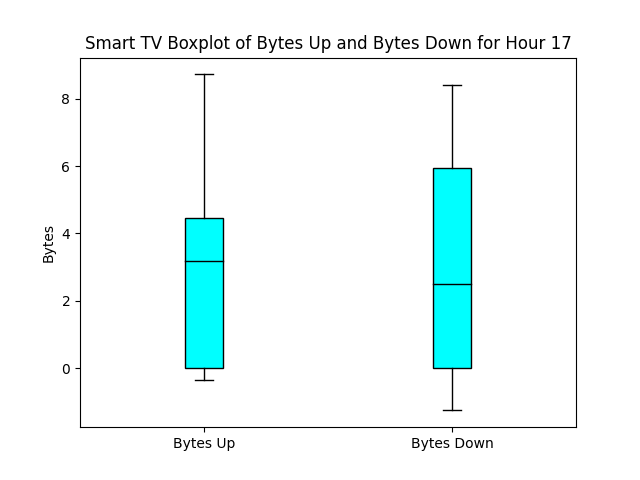 Smart TV Boxplot of Bytes Up and Bytes Down for Hour 17
Bytes
8
6
4
2
0
Bytes Up
Bytes Down